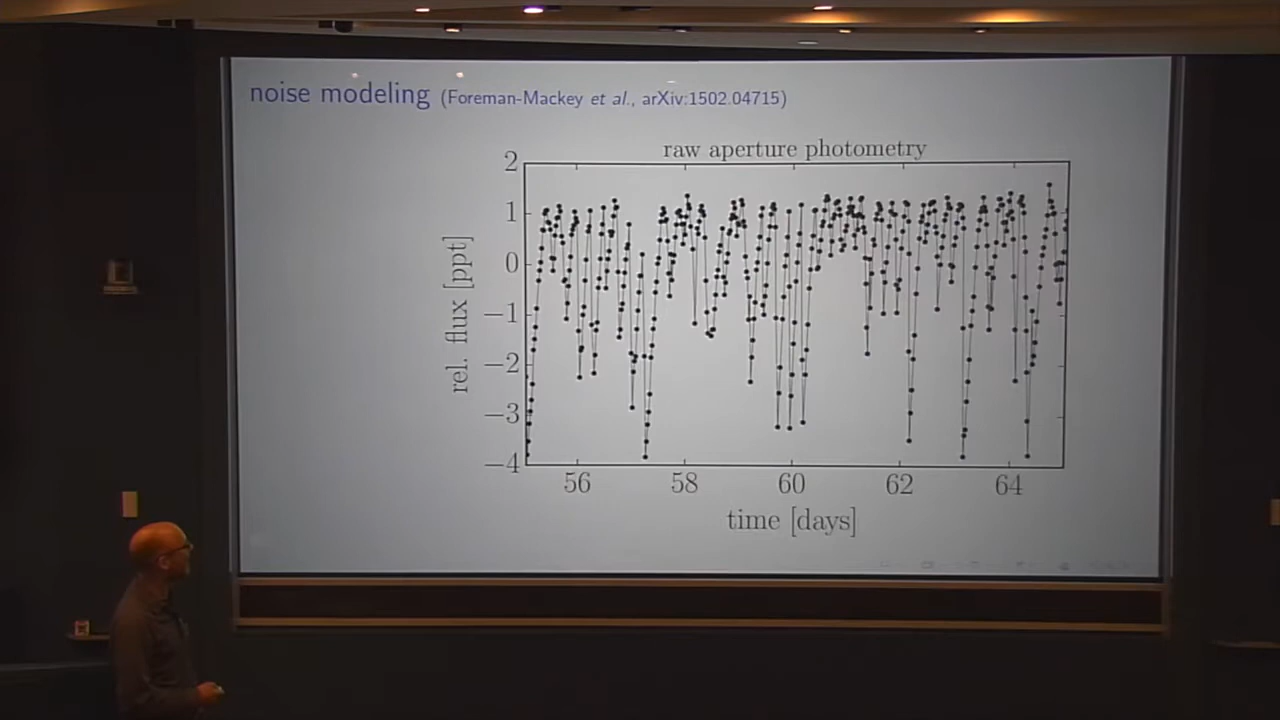 noise modeling (Foreman-Mackey et al., arXiv:1502.04715)
raw aperture photometry
2
1
0
−1
−2
−3
−4
rel. flux [ppt]
56 58 60 62 64
time [days]